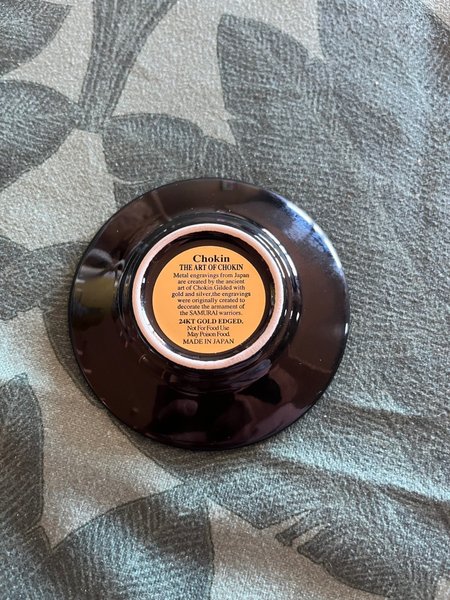 Chokin
THE ART OF CHOKIN
Metal engravings from Japan
are created by the ancient
art of Chokin.Gilded with
gold and silver,the engravings
were originally created to
decorate the armament of
the SAMURAI warriors.
24KT GOLD EDGED.
Not For Food Use
May Poison Food.
MADE IN JAPAN